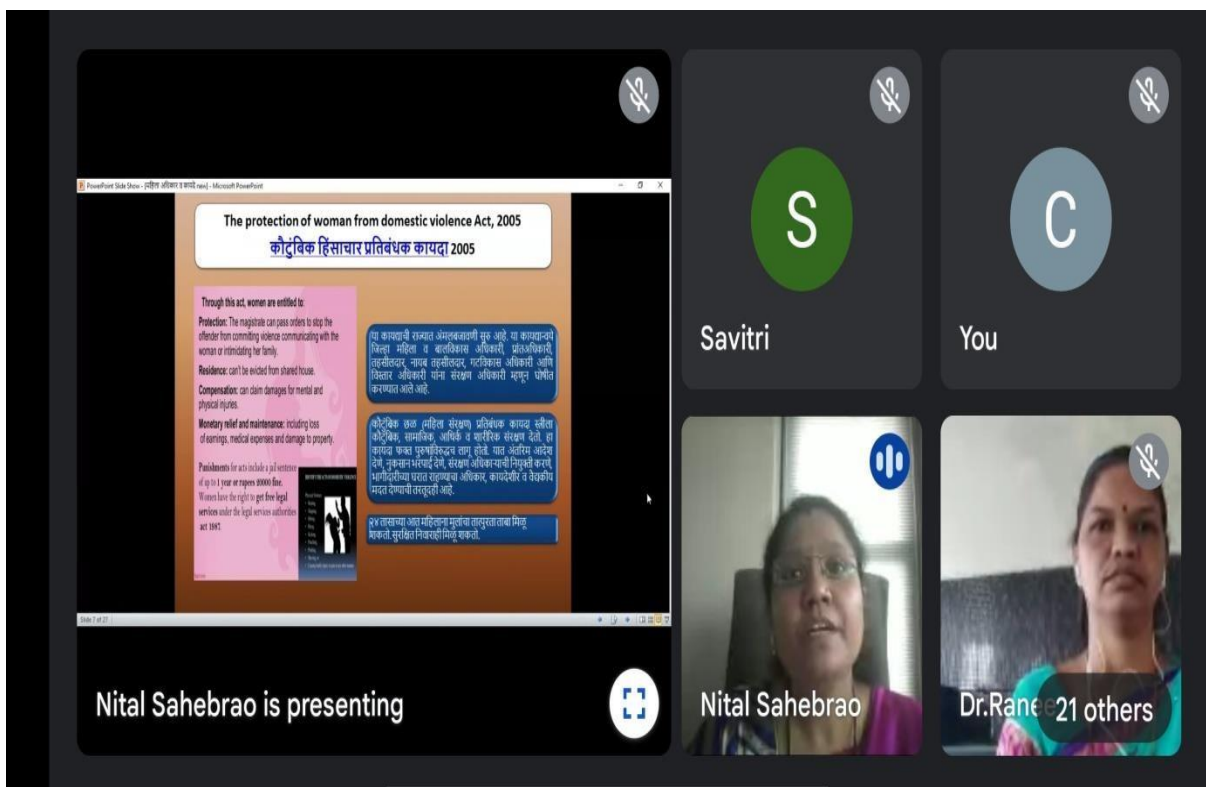 PowerPoint Slide Show - [महिला अधिकार व कायदे new] - Microsoft PowerPoint
The protection of woman from domestic violence Act, 2005
कौटुंबिक हिंसाचार प्रतिबंधक कायदा 2005
Through this act, women are entitled to:
Protection: The magistrate can pass orders to stop the
offender from committing violence communicating with the
woman or intimidating her family.
Residence: can't be evicted from shared house.
Compensation: can claim damages for mental and
physical injuries.
Monetary relief and maintenance: including loss
of earnings, medical expenses and damage to property.
Punishments for acts include a jail sentence
of up to 1 year or rupees 20000 fine.
Women have the right to get free legal
services under the legal services authorities
act 1987.
या कायद्याची राज्यात अंमलबजावणी सुरु आहे. या कायद्यान्वये
जिल्हा महिला व बालविकास अधिकारी, प्रांतअधिकारी,
तहसीलदार, नायब तहसीलदार, गटविकास अधिकारी आणि
विस्तार अधिकारी यांना संरक्षण अधिकारी म्हणून घोषीत
करण्यात आले आहे.
कौटुंबिक छळ (महिला संरक्षण) प्रतिबंधक कायदा स्त्रीला
कौटुंबिक, सामाजिक, आर्थिक व शारीरिक संरक्षण देतो. हा
कायदा फक्त पुरुषांविरुद्धच लागू होतो. यात अंतरिम आदेश
देणे, नुकसान भरपाई देणे, संरक्षण अधिकाऱ्याची नियुक्ती करणे,
भागीदारीच्या घरात राहण्याचा अधिकार, कायदेशीर व वैद्यकीय
मदत देण्याची तरतूदही आहे.
२४ तासाच्या आत महिलांना मुलांचा तात्पुरता ताबा मिळू
शकतो. सुरक्षित निवाराही मिळू शकतो.
Slide 7 of 27
Nital Sahebrao is presenting
S
Savitri
C
You
Nital Sahebrao
Dr.Rane
21 others